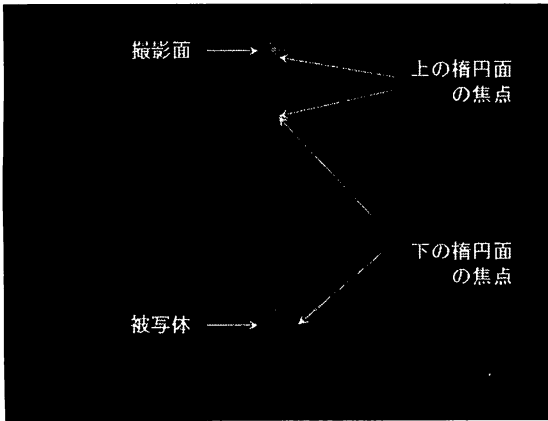 撮影面
上の楕円面
の焦点
下の楕円面
の焦点
被写体